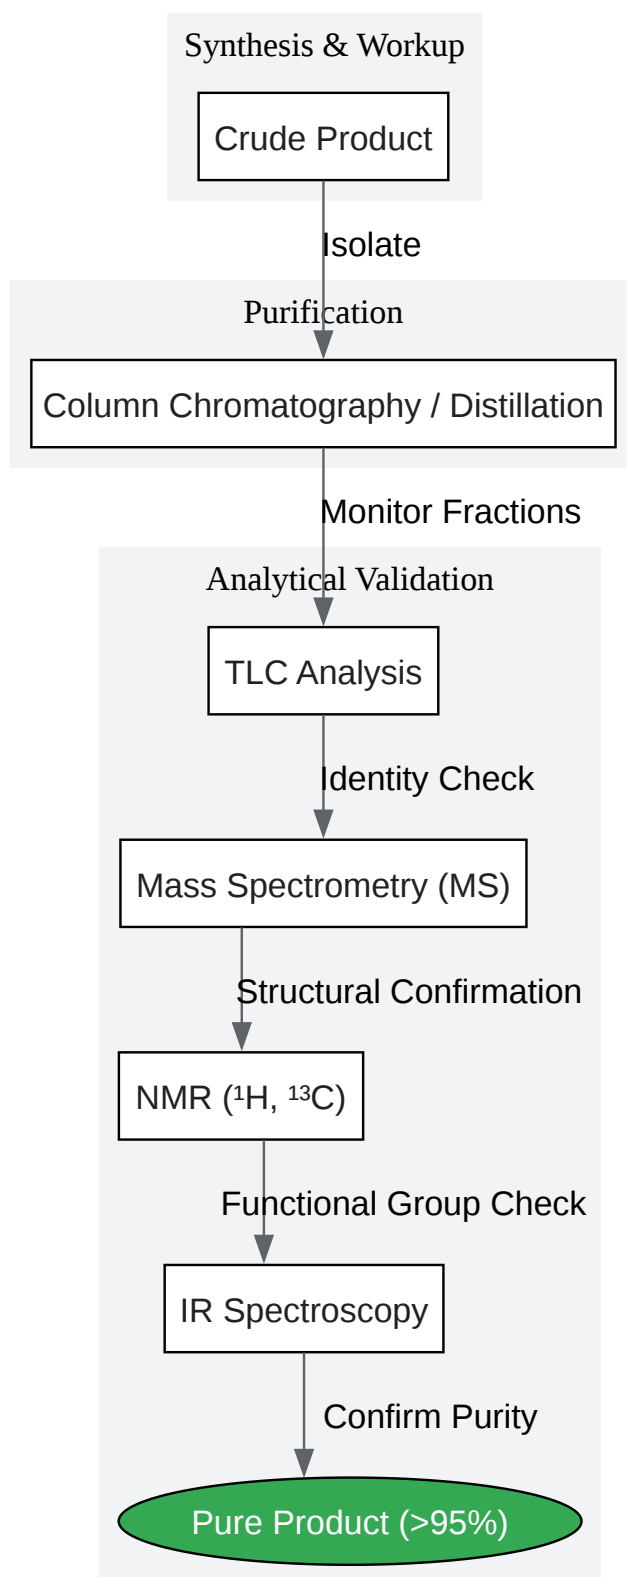 Synthesis & Workup
Crude Product
Isolate
Purification
Column Chromatography / Distillation
Monitor Fractions
Analytical Validation
TLC Analysis
Identity Check
Mass Spectrometry (MS)
Structural Confirmation
NMR (¹H, ¹³C)
Functional Group Check
IR Spectroscopy
Confirm Purity
Pure Product (>95%)